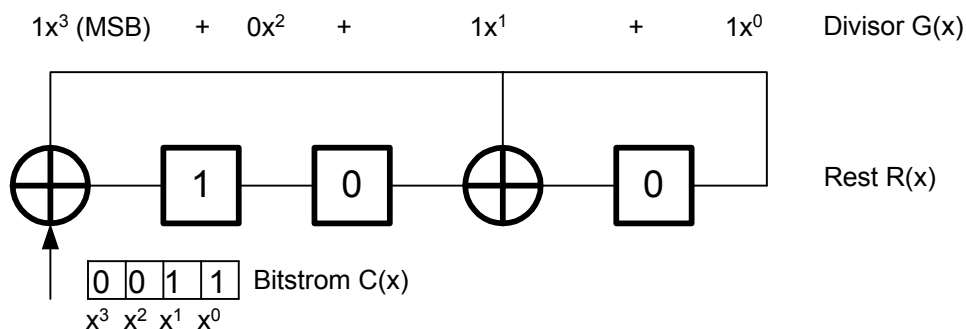 1x³ (MSB) + 0x² + 1x¹ + 1x⁰ Divisor G(x)
1 0 0 Rest R(x)
0 0 1 1 Bitstrom C(x)
x³ x² x¹ x⁰